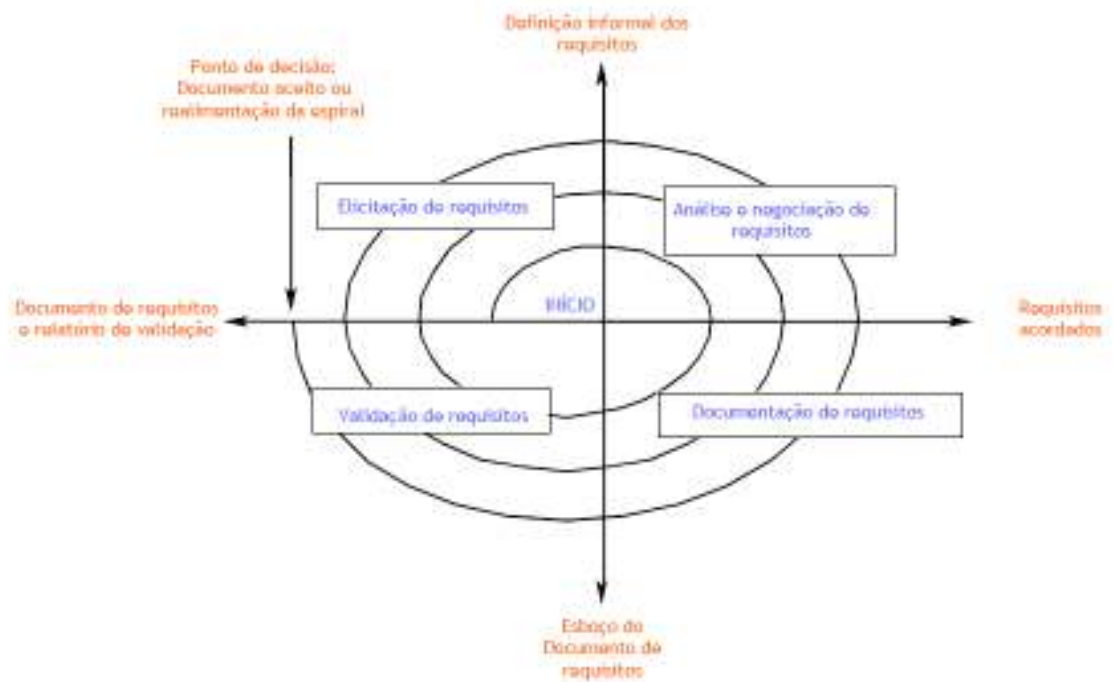 Definição informal dos
requisitos
Ponto de decisão:
Documento aceito ou
realimentação da espiral
Elicitação de requisitos
Análise e negociação de
requisitos
INÍCIO
Documento de requisitos
e relatório de validação
Requisitos
acordados
Validação de requisitos
Documentação de requisitos
Esboço do
Documento de
requisitos